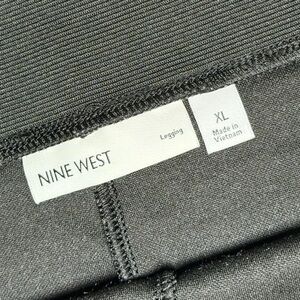 NINE WEST
Legging
XL
Made in
Vietnam